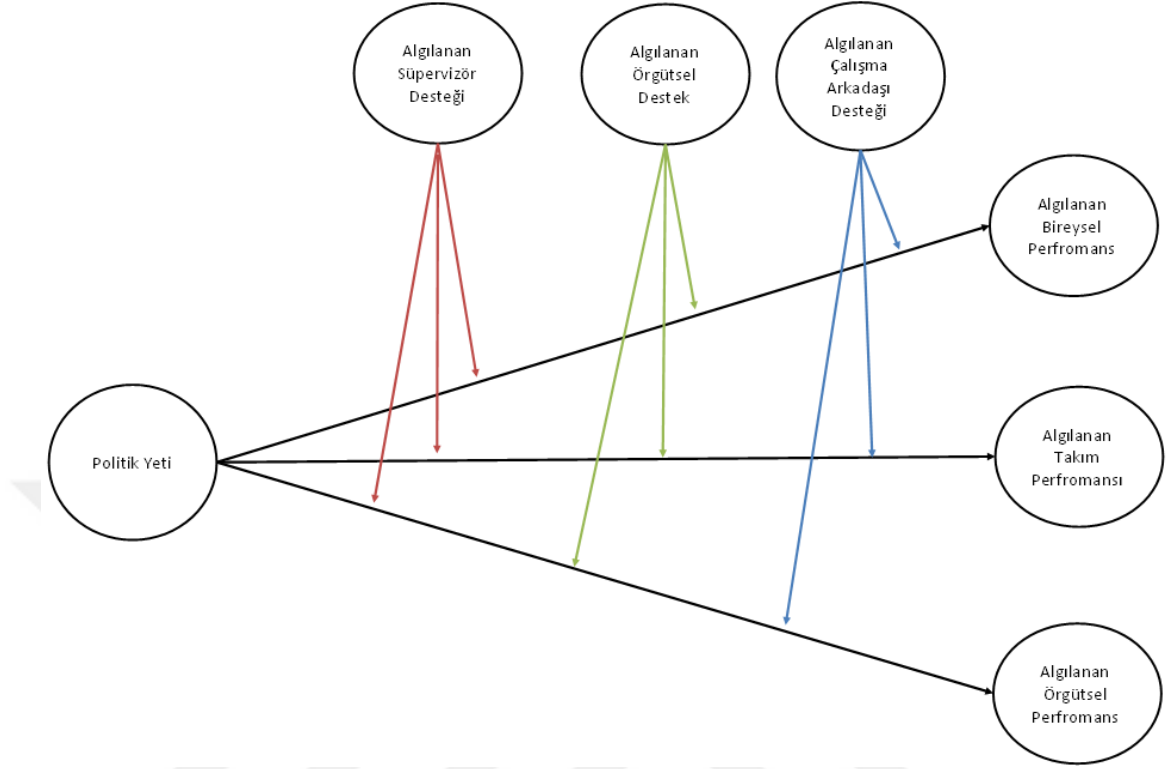 Algılanan
Süpervizör
Desteği
Algılanan
Örgütsel
Destek
Algılanan
Çalışma
Arkadaşı
Desteği
Algılanan
Bireysel
Perfromans
Politik Yeti
Algılanan
Takım
Perfromansı
Algılanan
Örgütsel
Perfromans